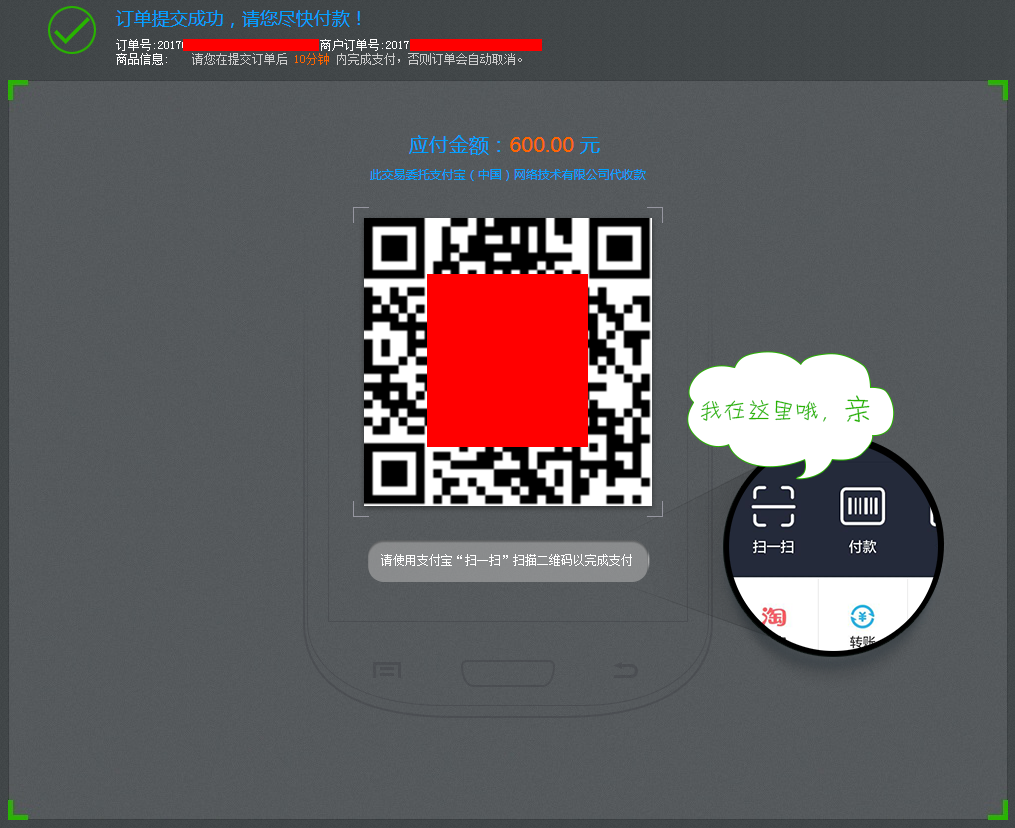 订单提交成功，请您尽快付款！
订单号:2017 商户订单号:2017
商品信息: 请您在提交订单后 10分钟 内完成支付，否则订单会自动取消。
应付金额：600.00 元
此交易委托支付宝（中国）网络技术有限公司代收款
我在这里哦，亲
扫一扫 付款
请使用支付宝“扫一扫”扫描二维码以完成支付
淘 转账